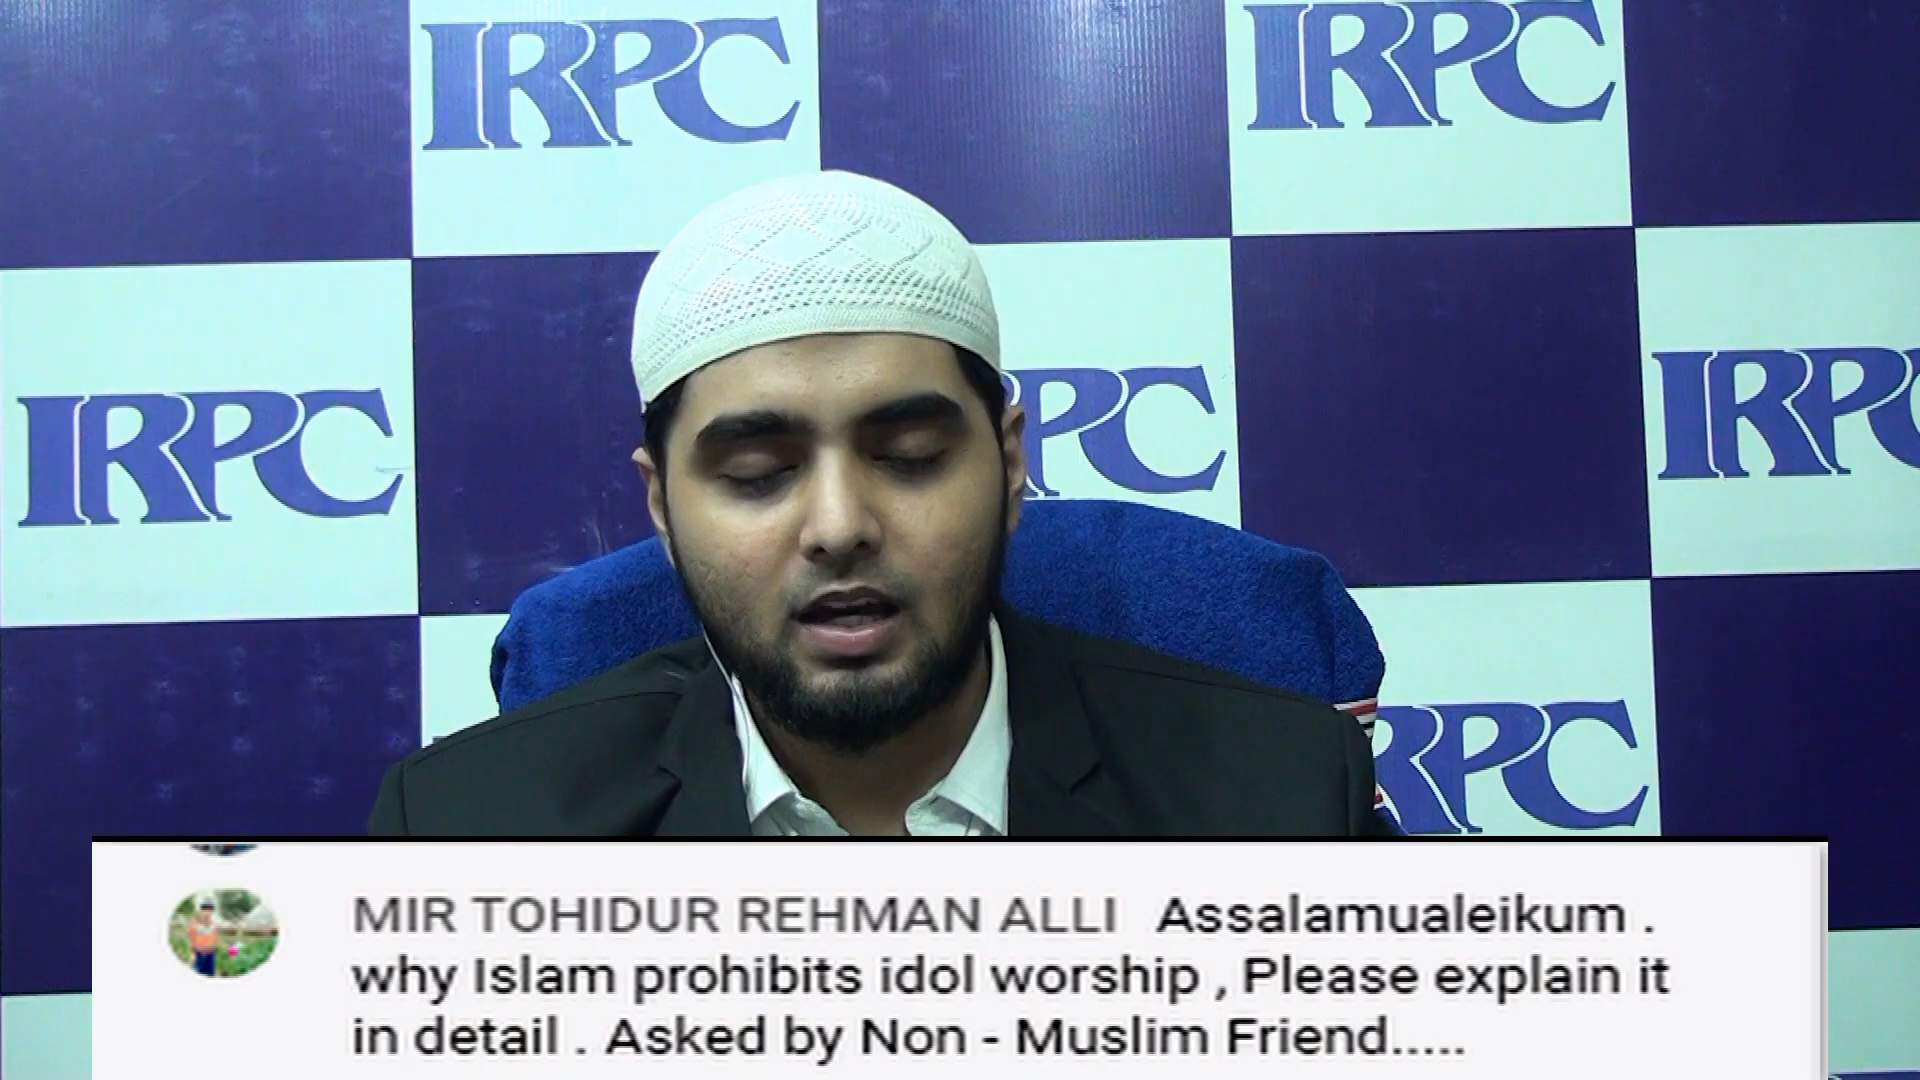 IRPC
IRPC
IRPC
IRPC
IRPC
IRPC
MIR TOHIDUR REHMAN ALLI Assalamualeikum .
why Islam prohibits idol worship , Please explain it
in detail . Asked by Non - Muslim Friend.....